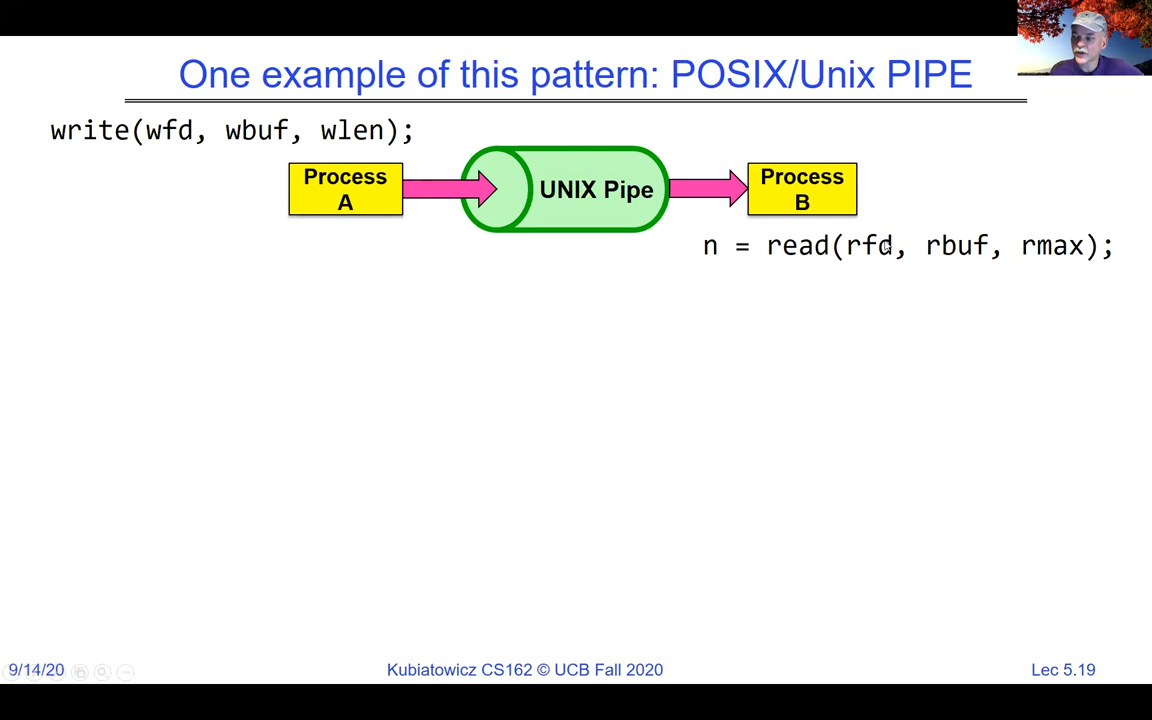 One example of this pattern: POSIX/Unix PIPE
write(wfd, wbuf, wlen);
Process
A
UNIX Pipe
Process
B
n = read(rfd, rbuf, rmax);
9/14/20
Kubiatowicz CS162 © UCB Fall 2020
Lec 5.19